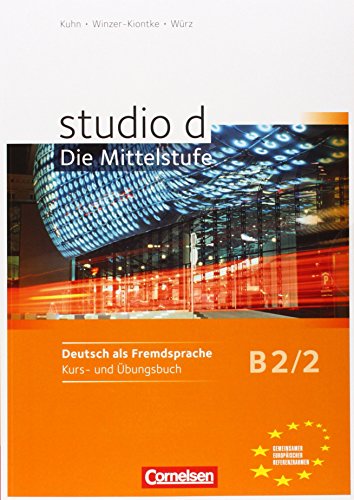 Kuhn • Winzer-Kiontke • Würz
studio d
Die Mittelstufe
Deutsch als Fremdsprache
Kurs- und Übungsbuch
B2/2
GEMEINSAMER
EUROPÄISCHER
REFERENZRAHMEN
Cornelsen